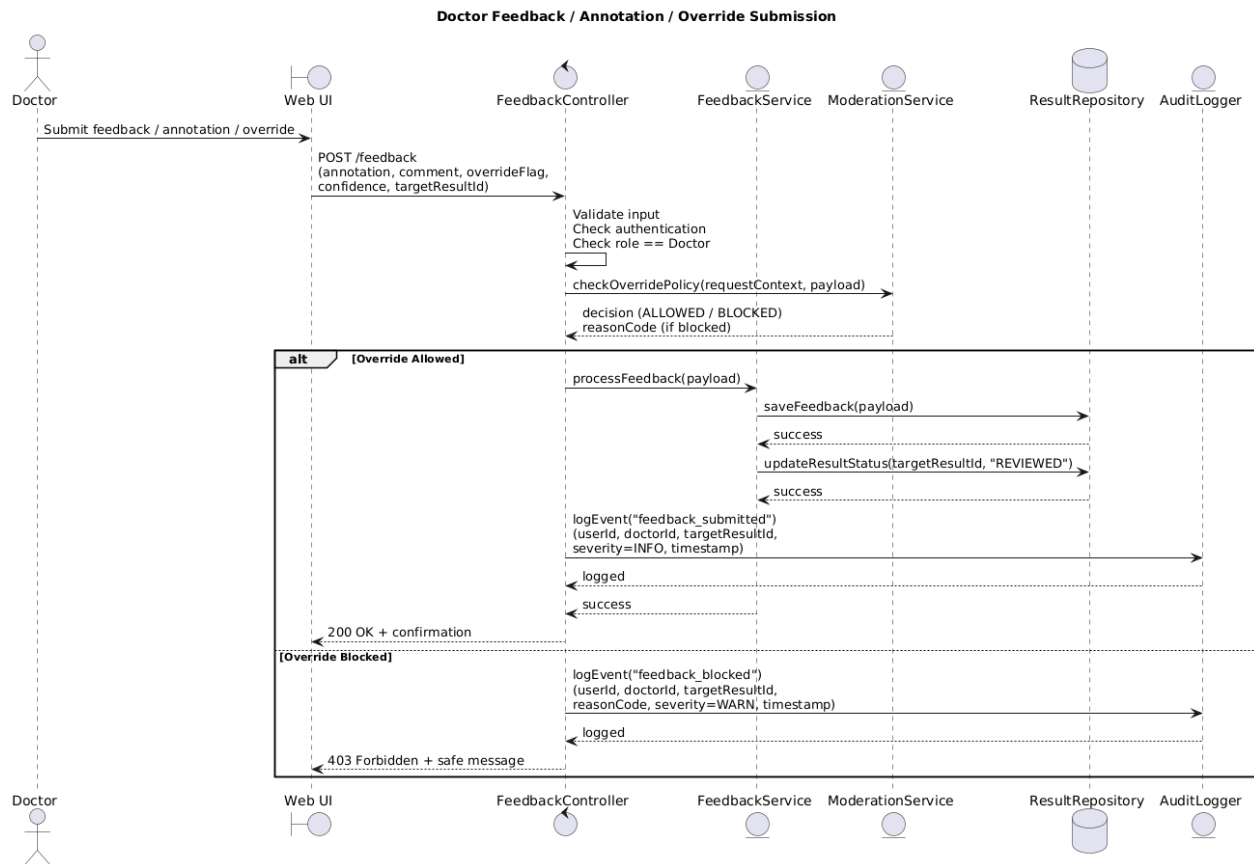 Doctor Feedback / Annotation / Override Submission
Doctor
Web UI
FeedbackController
FeedbackService
ModerationService
ResultRepository
AuditLogger
Submit feedback / annotation / override
POST /feedback
(annotation, comment, overrideFlag,
confidence, targetResultId)
Validate input
Check authentication
Check role == Doctor
checkOverridePolicy(requestContext, payload)
decision (ALLOWED / BLOCKED)
reasonCode (if blocked)
alt
[Override Allowed]
processFeedback(payload)
saveFeedback(payload)
success
updateResultStatus(targetResultId, "REVIEWED")
success
logEvent("feedback_submitted")
(userId, doctorId, targetResultId,
severity=INFO, timestamp)
logged
success
200 OK + confirmation
[Override Blocked]
logEvent("feedback_blocked")
(userId, doctorId, targetResultId,
reasonCode, severity=WARN, timestamp)
logged
403 Forbidden + safe message
Doctor
Web UI
FeedbackController
FeedbackService
ModerationService
ResultRepository
AuditLogger